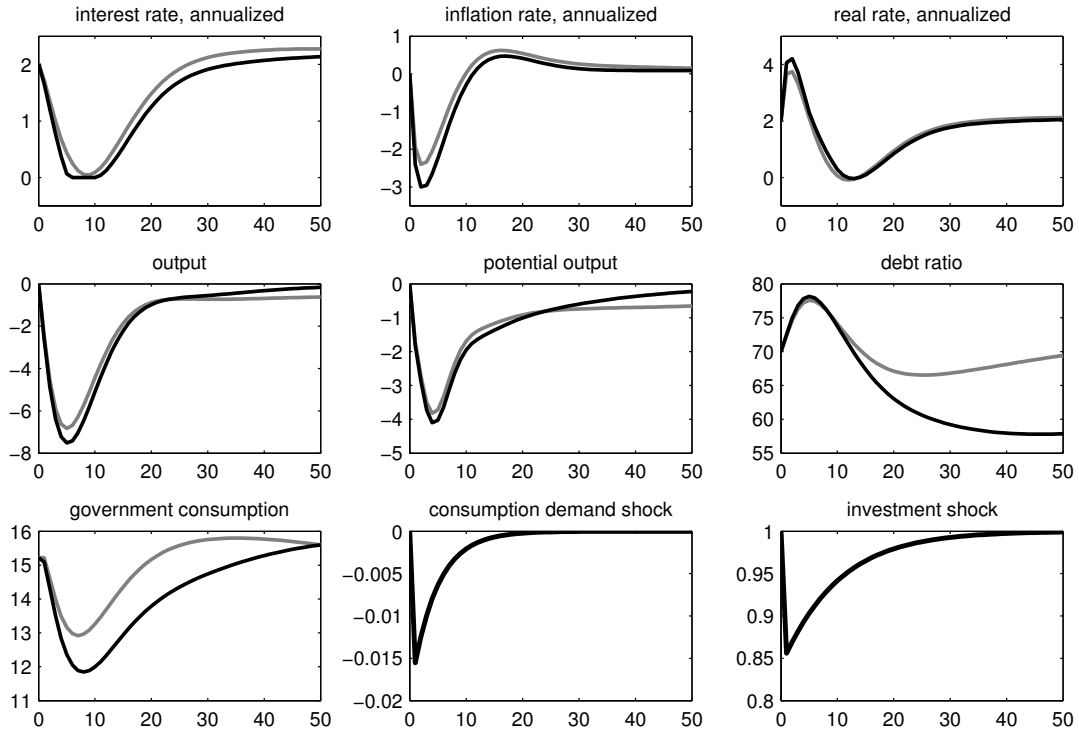 interest rate, annualized
2
1
0
0 10 20 30 40 50
inflation rate, annualized
1
0
−1
−2
−3
0 10 20 30 40 50
real rate, annualized
4
2
0
0 10 20 30 40 50
output
0
−2
−4
−6
−8
0 10 20 30 40 50
potential output
0
−1
−2
−3
−4
−5
0 10 20 30 40 50
debt ratio
80
75
70
65
60
55
0 10 20 30 40 50
government consumption
16
15
14
13
12
11
0 10 20 30 40 50
consumption demand shock
0
−0.005
−0.01
−0.015
−0.02
0 10 20 30 40 50
investment shock
1
0.95
0.9
0.85
0.8
0 10 20 30 40 50